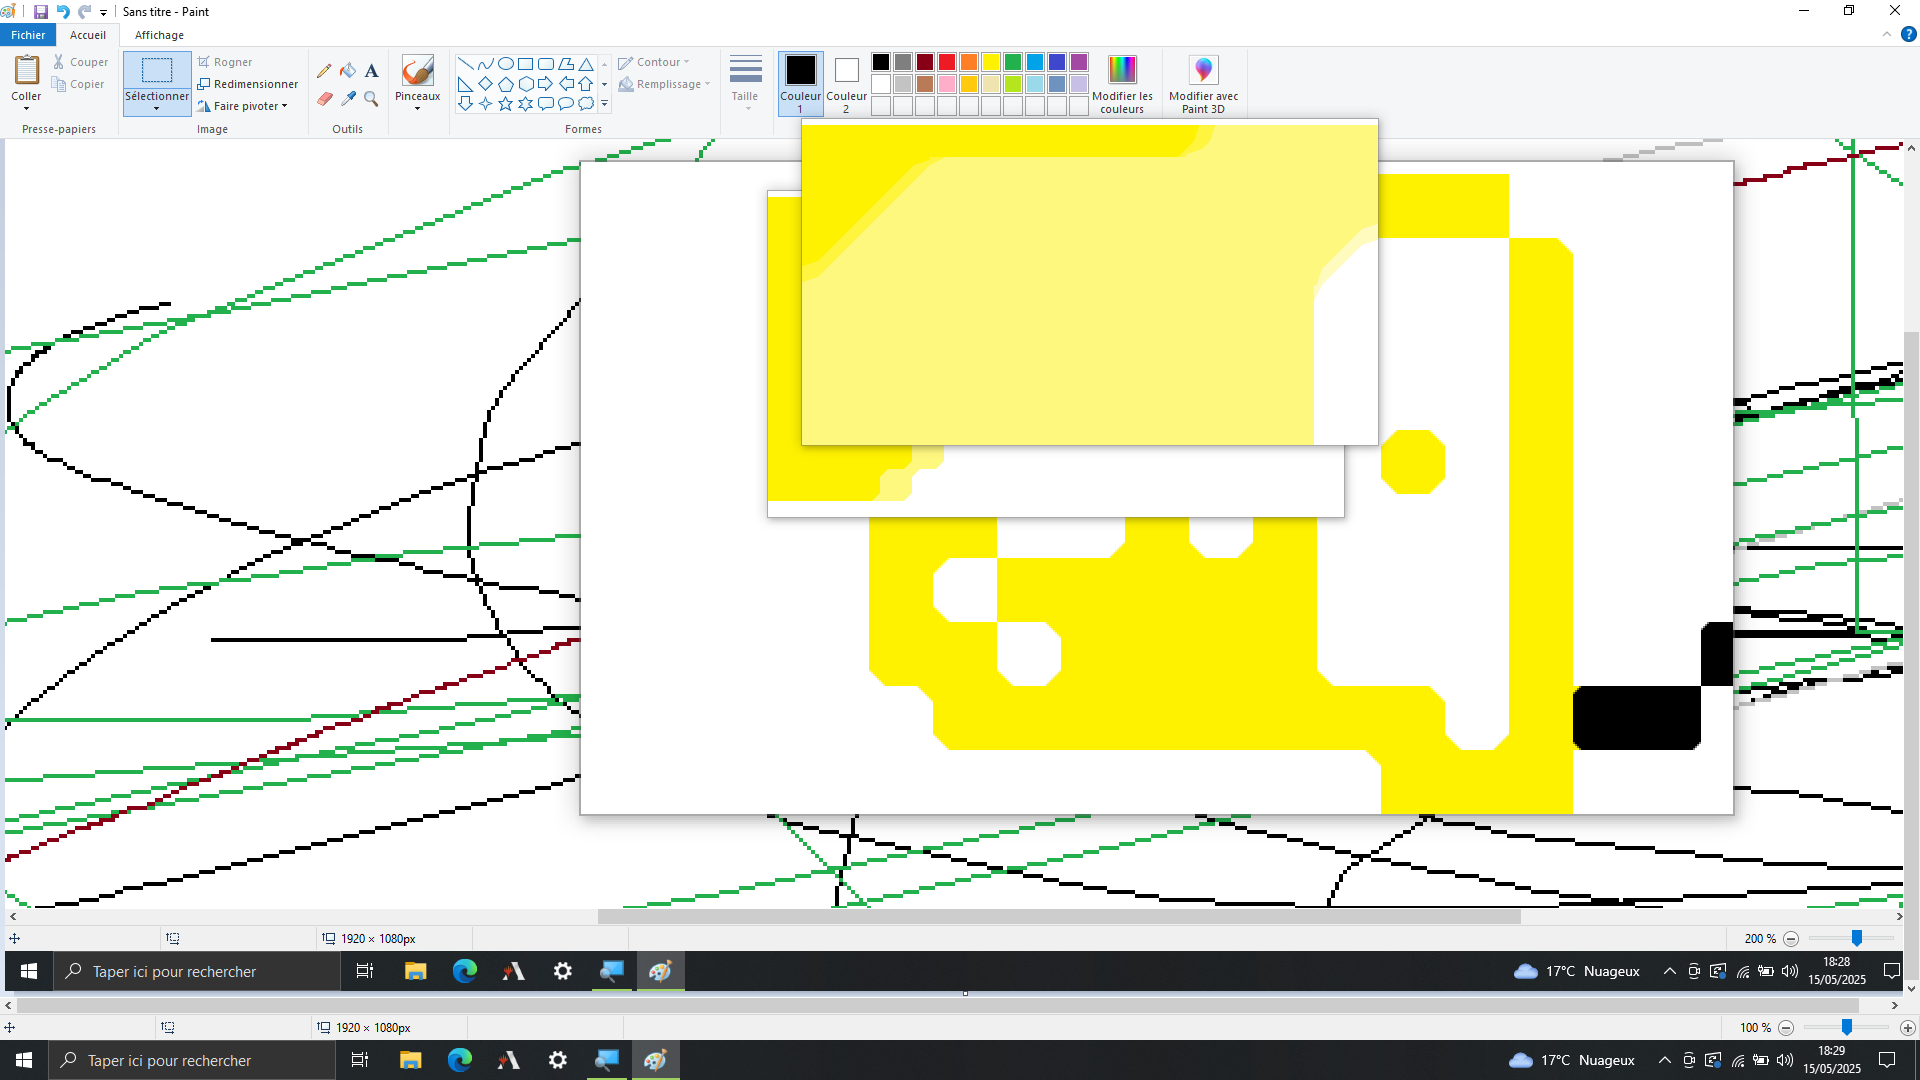 Sans titre - Paint
Fichier Accueil Affichage
Coller
Couper
Copier
Presse-papiers
Sélectionner
Rogner
Redimensionner
Faire pivoter
Image
Outils
Pinceaux
Formes
Contour
Remplissage
Taille
Couleur 1
Couleur 2
Modifier les couleurs
Modifier avec Paint 3D
1920 × 1080px
200 %
Taper ici pour rechercher
17°C Nuageux
18:28
15/05/2025
1920 × 1080px
100 %
Taper ici pour rechercher
17°C Nuageux
18:29
15/05/2025